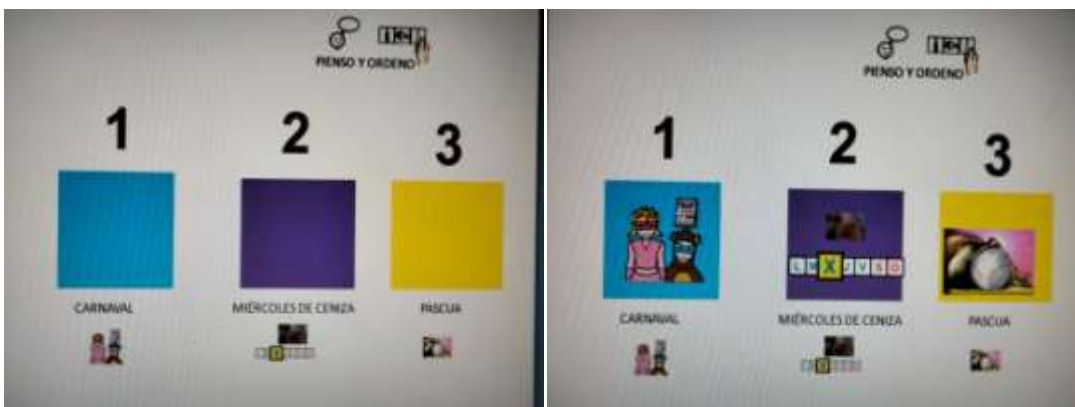 PIENSO Y ORDENO
1 2 3
CARNAVAL MIÉRCOLES DE CENIZA PASCUA
PIENSO Y ORDENO
1 2 3
L M X J V S D
CARNAVAL MIÉRCOLES DE CENIZA PASCUA